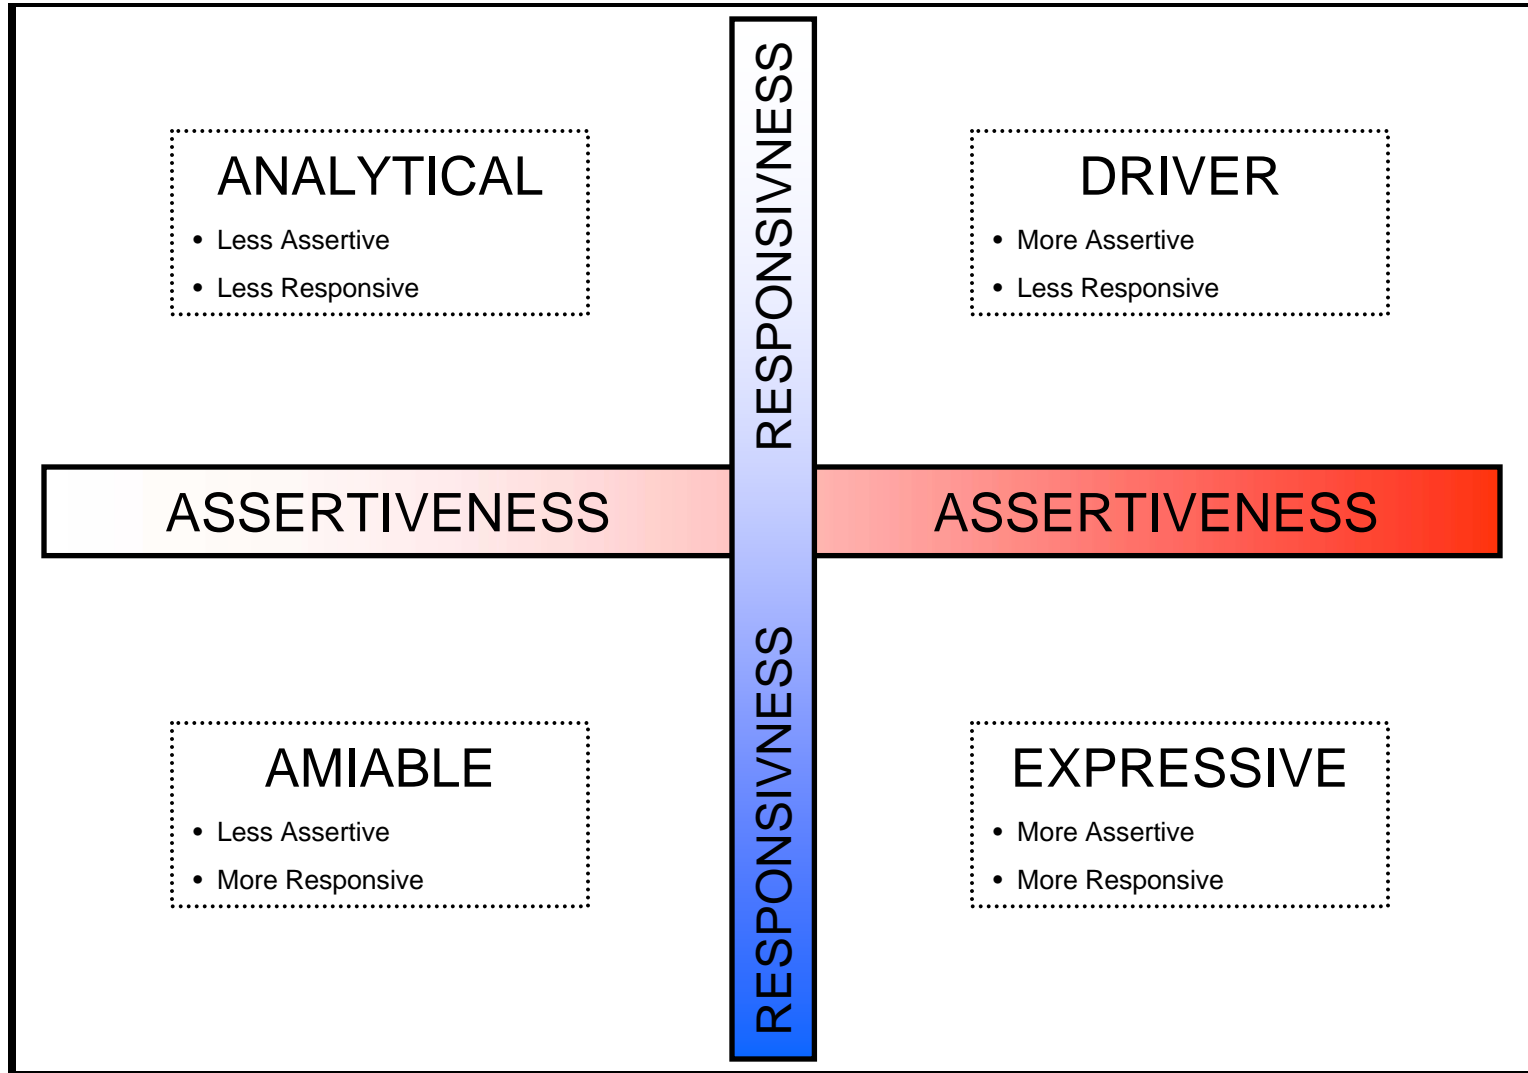 RESPONSIVNESS
ANALYTICAL
• Less Assertive
• Less Responsive
DRIVER
• More Assertive
• Less Responsive
ASSERTIVENESS
ASSERTIVENESS
RESPONSIVNESS
AMIABLE
• Less Assertive
• More Responsive
EXPRESSIVE
• More Assertive
• More Responsive